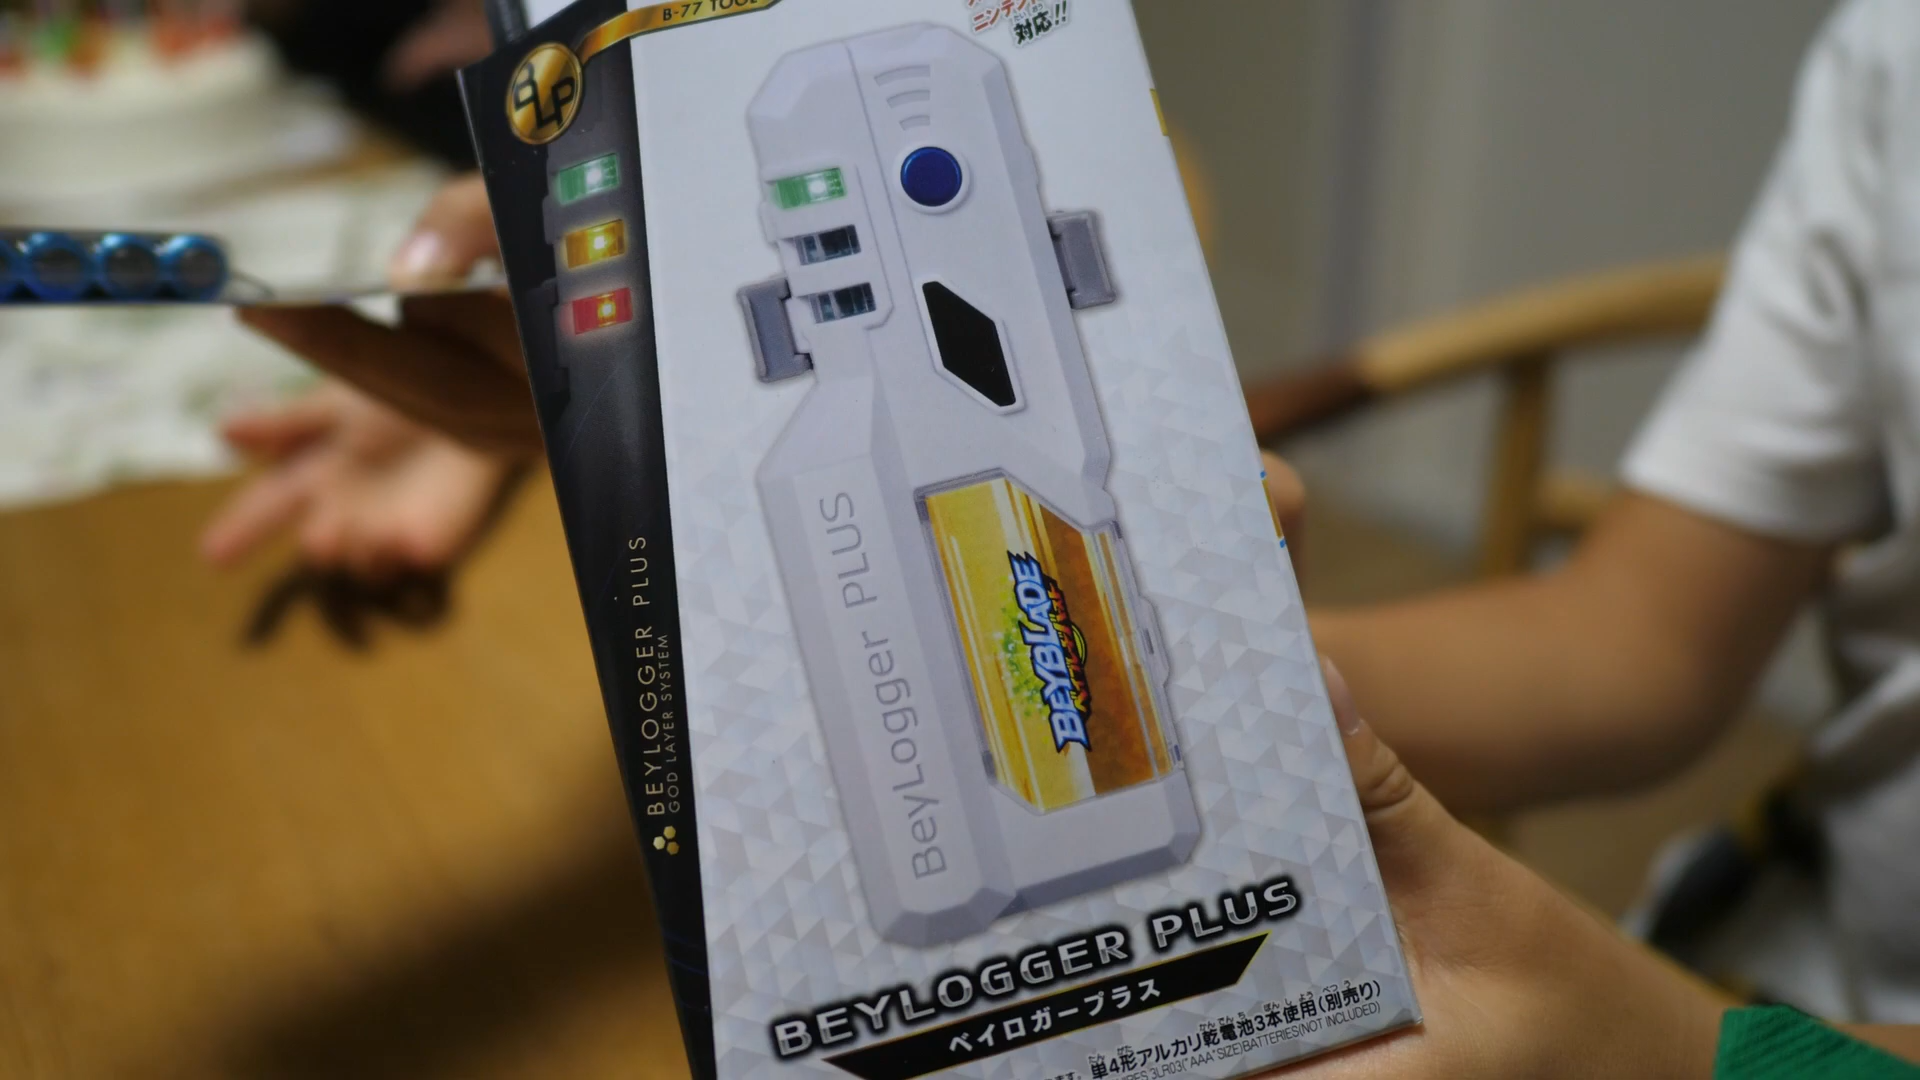 B-77 TOOL
ニンテン
対応!!
BLP
BeyLogger PLUS
BEYBLADE
BEYLOGGER PLUS
GOD LAYER SYSTEM
BEYLOGGER PLUS
ベイロガープラス
単4形アルカリ乾電池3本使用(別売り)
3LR03("AAA"SIZE)BATTERIES(NOT INCLUDED)